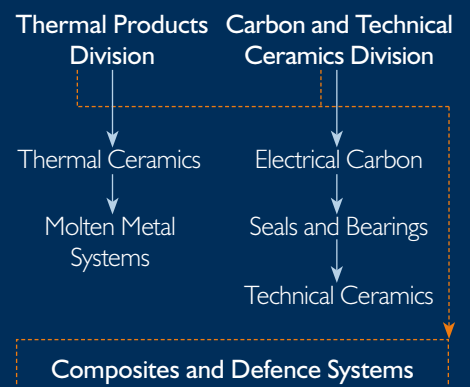 Thermal Products
Division
Carbon and Technical
Ceramics Division
Thermal Ceramics
Molten Metal
Systems
Electrical Carbon
Seals and Bearings
Technical Ceramics
Composites and Defence Systems